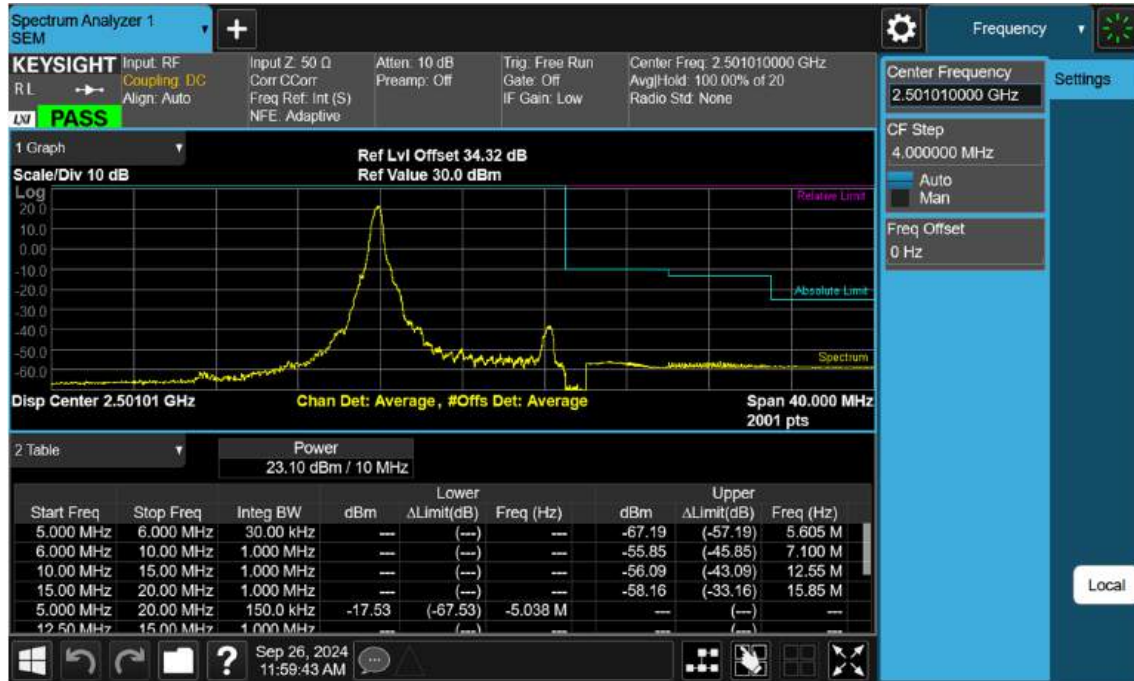 Spectrum Analyzer 1
SEM
Frequency
KEYSIGHT
RL
LXI
PASS
Input: RF
Coupling: DC
Align: Auto
Input Z: 50 Ω
Corr CCorr
Freq Ref: Int (S)
NFE: Adaptive
Atten: 10 dB
Preamp: Off
Trig: Free Run
Gate: Off
IF Gain: Low
Center Freq: 2.501010000 GHz
Avg|Hold: 100.00% of 20
Radio Std: None
Center Frequency
2.501010000 GHz
Settings
CF Step
4.000000 MHz
Auto
Man
Freq Offset
0 Hz
Local
1 Graph
Scale/Div 10 dB
Ref Lvl Offset 34.32 dB
Ref Value 30.0 dBm
Log
20.0
10.0
0.00
-10.0
-20.0
-30.0
-40.0
-50.0
-60.0
Relative Limit
Absolute Limit
Spectrum
Disp Center 2.50101 GHz
Chan Det: Average, #Offs Det: Average
Span 40.000 MHz
2001 pts
2 Table
Power
23.10 dBm / 10 MHz
Lower Upper
Start Freq Stop Freq Integ BW dBm ΔLimit(dB) Freq (Hz) dBm ΔLimit(dB) Freq (Hz)
5.000 MHz 6.000 MHz 30.00 kHz --- (---) --- -67.19 (-57.19) 5.605 M
6.000 MHz 10.00 MHz 1.000 MHz --- (---) --- -55.85 (-45.85) 7.100 M
10.00 MHz 15.00 MHz 1.000 MHz --- (---) --- -56.09 (-43.09) 12.55 M
15.00 MHz 20.00 MHz 1.000 MHz --- (---) --- -58.16 (-33.16) 15.85 M
5.000 MHz 20.00 MHz 150.0 kHz -17.53 (-67.53) -5.038 M --- (---) ---
12.50 MHz 15.00 MHz 1.000 MHz --- (---) --- --- (---) ---
Sep 26, 2024
11:59:43 AM